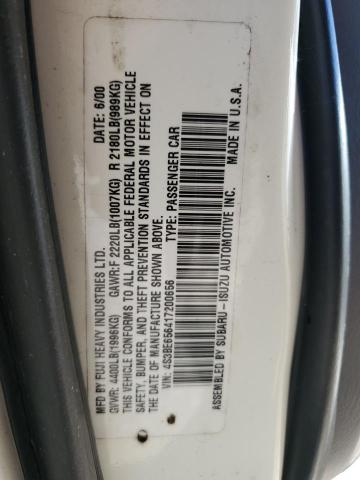 MFD BY FUJI HEAVY INDUSTRIES LTD. DATE: 6/00
GVWR: 4400LB(1996KG) GAWR:F 2220LB(1007KG) R 2180LB(989KG)
THIS VEHICLE CONFORMS TO ALL APPLICABLE FEDERAL MOTOR VEHICLE
SAFETY, BUMPER, AND THEFT PREVENTION STANDARDS IN EFFECT ON
THE DATE OF MANUFACTURE SHOWN ABOVE.
VIN: 4S3BE656417200656 TYPE: PASSENGER CAR
ASSEMBLED BY SUBARU-ISUZU AUTOMOTIVE INC. MADE IN U.S.A.